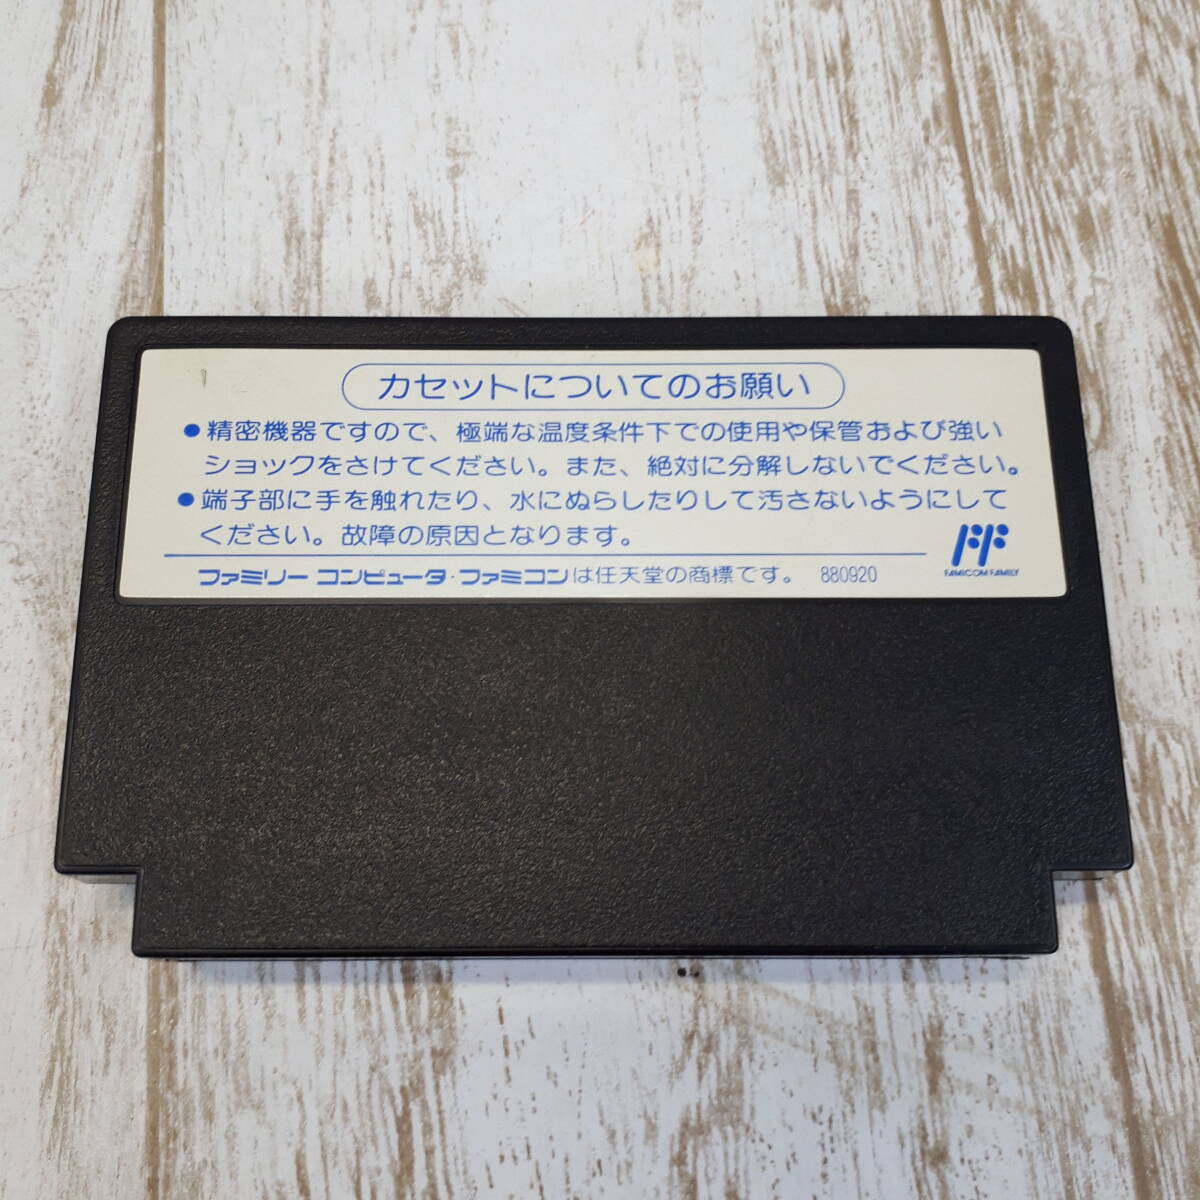 カセットについてのお願い
●精密機器ですので、極端な温度条件下での使用や保管および強い
ショックをさけてください。また、絶対に分解しないでください。
●端子部に手を触れたり、水にぬらしたりして汚さないようにして
ください。故障の原因となります。
FF
FAMICOM FAMILY
ファミリー コンピュータ・ファミコンは任天堂の商標です。 880920